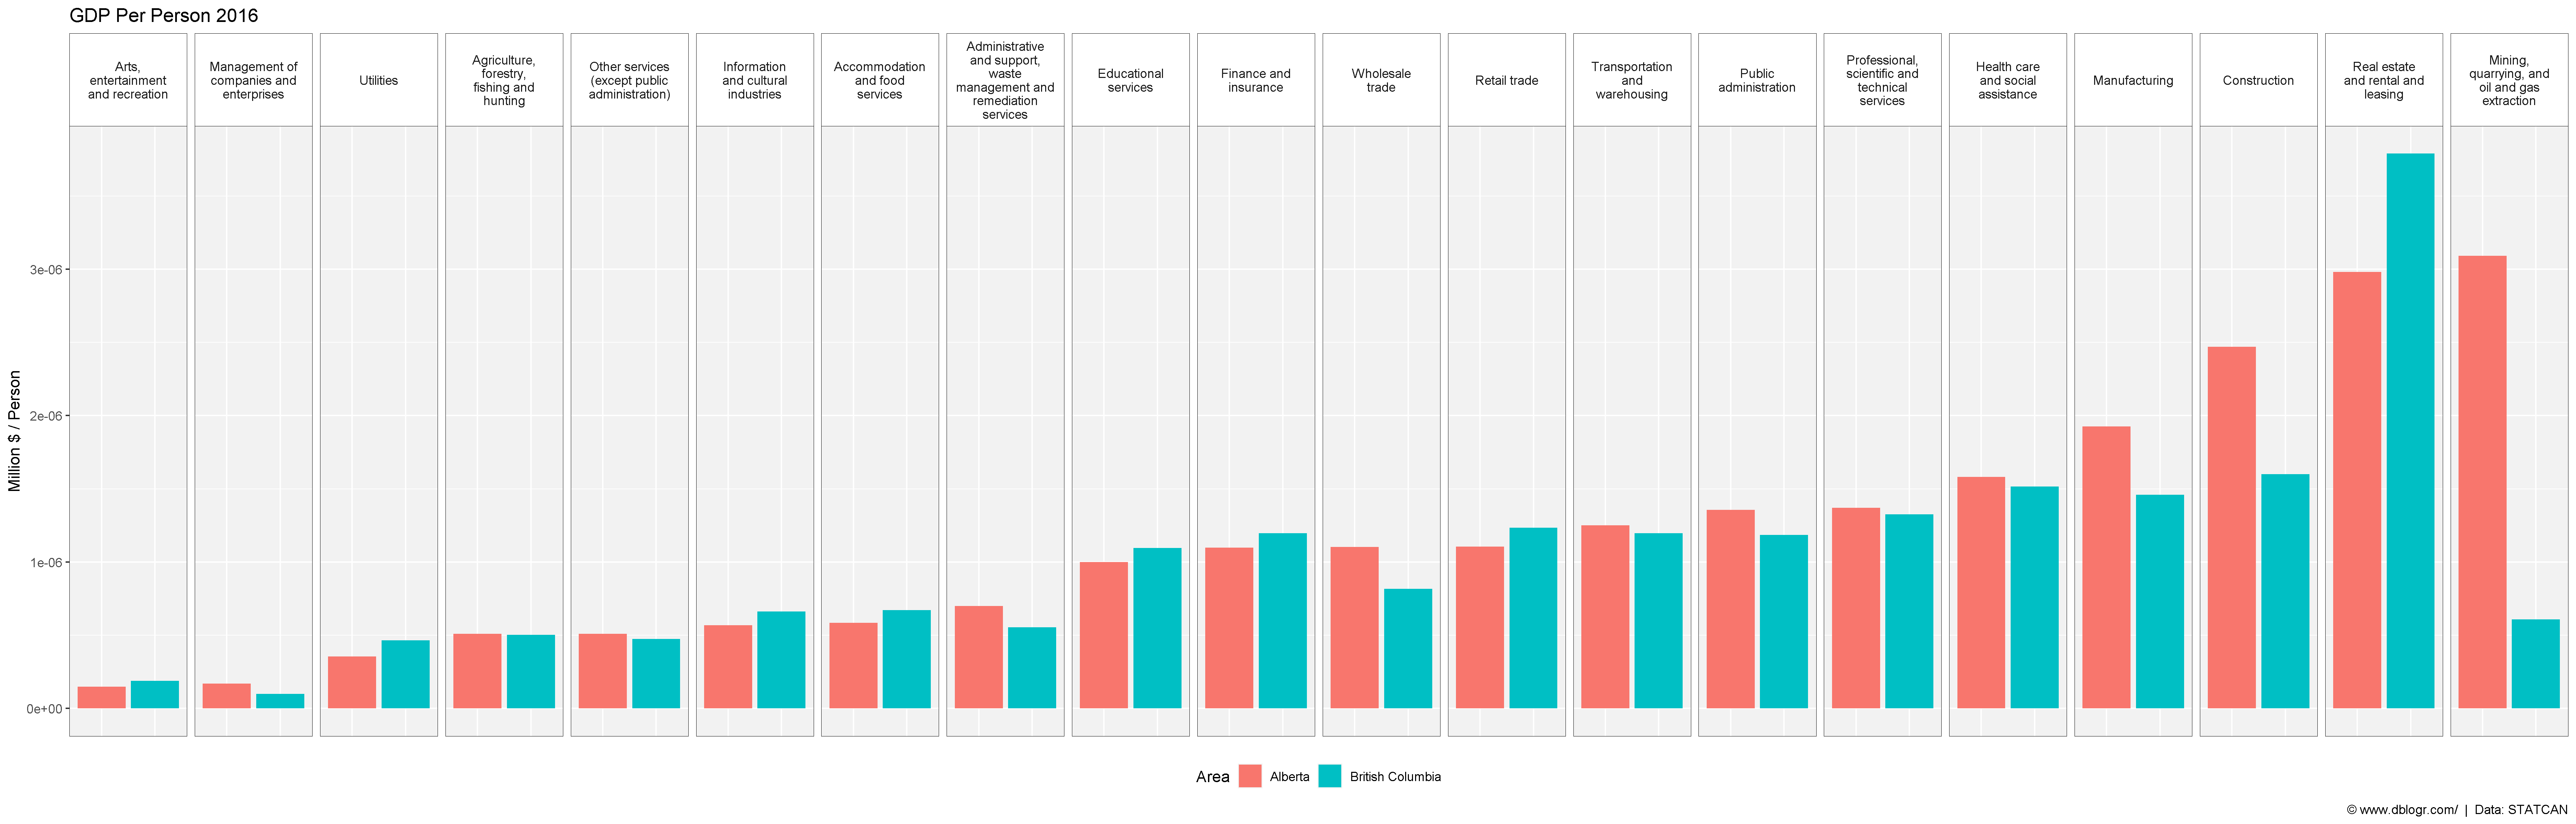 GDP Per Person 2016
Arts,
entertainment
and recreation
Management of
companies and
enterprises
Utilities
Agriculture,
forestry,
fishing and
hunting
Other services
(except public
administration)
Information
and cultural
industries
Accommodation
and food
services
Administrative
and support,
waste
management and
remediation
services
Educational
services
Finance and
insurance
Wholesale
trade
Retail trade
Transportation
and
warehousing
Public
administration
Professional,
scientific and
technical
services
Health care
and social
assistance
Manufacturing
Construction
Real estate
and rental and
leasing
Mining,
quarrying, and
oil and gas
extraction
Million $ / Person
3e-06
2e-06
1e-06
0e+00
Area Alberta British Columbia
© www.dblogr.com/ | Data: STATCAN